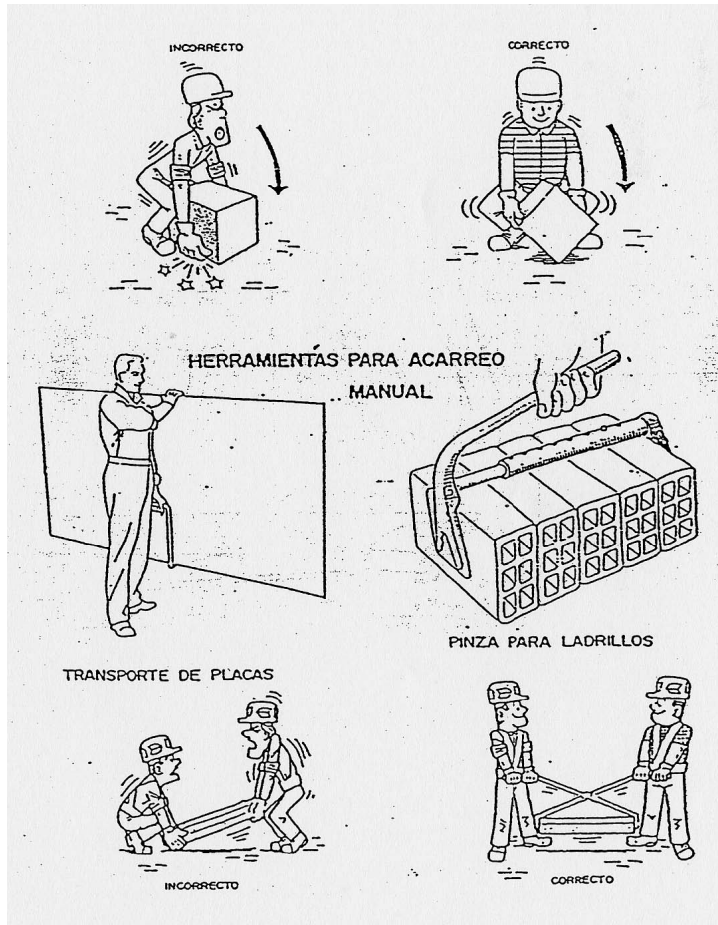 INCORRECTO
CORRECTO
HERRAMIENTAS PARA ACARREO
MANUAL
PINZA PARA LADRILLOS
TRANSPORTE DE PLACAS
INCORRECTO
CORRECTO